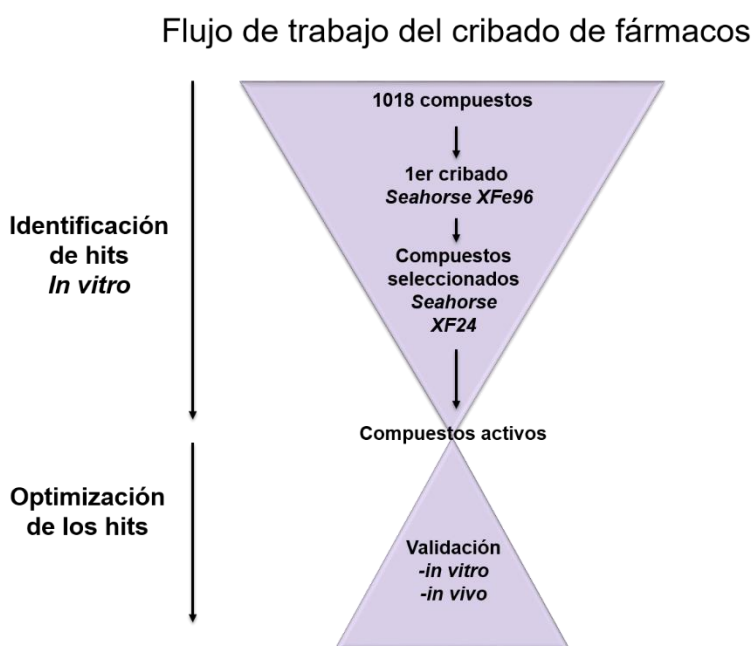 Flujo de trabajo del cribado de fármacos
1018 compuestos
1er cribado
Seahorse XFe96
Identificación
de hits
In vitro
Compuestos
seleccionados
Seahorse
XF24
Compuestos activos
Optimización
de los hits
Validación
-in vitro
-in vivo